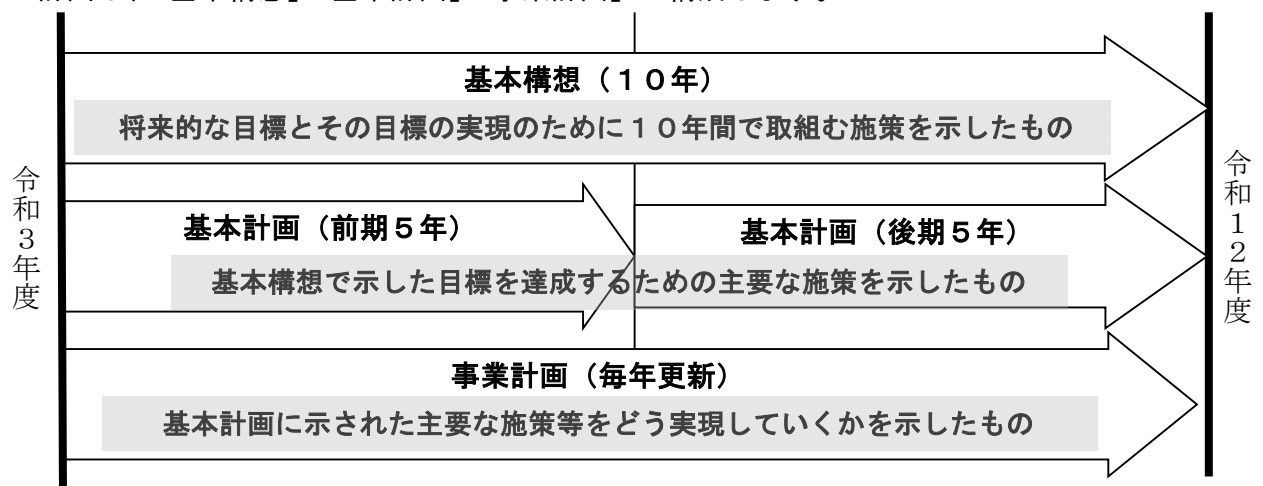 基本構想（１０年）
将来的な目標とその目標の実現のために１０年間で取組む施策を示したもの
令和３年度
令和１２年度
基本計画（前期５年）
基本計画（後期５年）
基本構想で示した目標を達成するための主要な施策を示したもの
事業計画（毎年更新）
基本計画に示された主要な施策等をどう実現していくかを示したもの